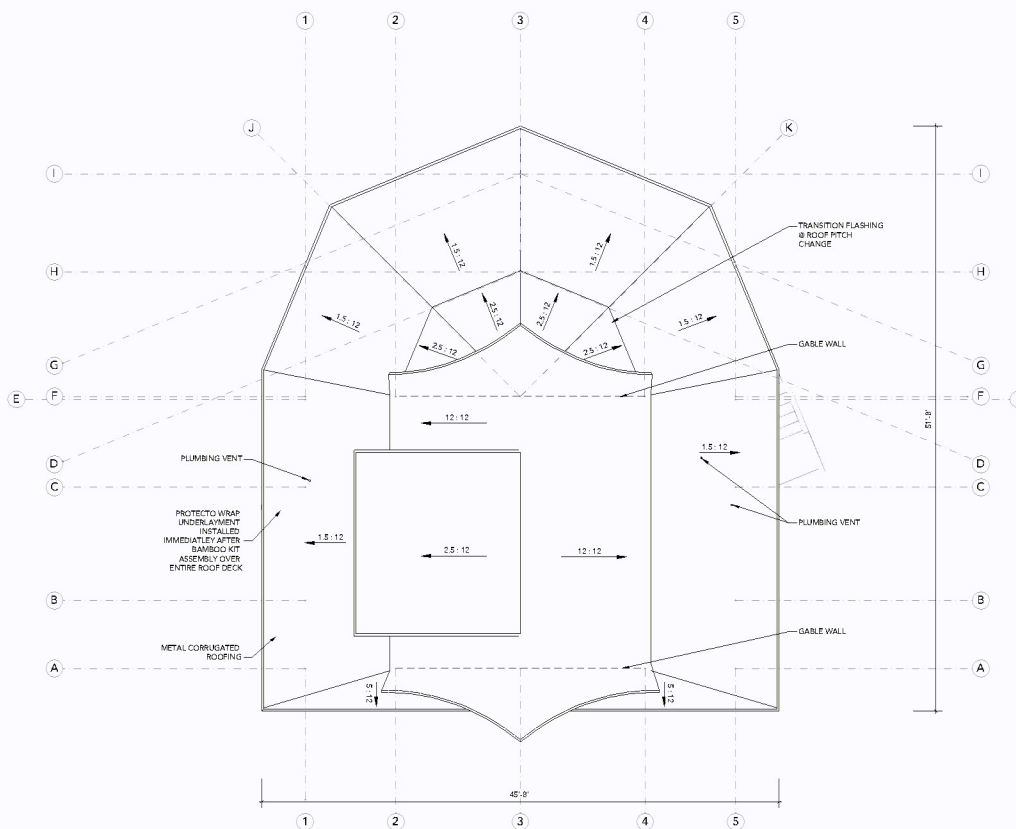 1
2
3
4
5
J
K
I
I
TRANSITION FLASHING
@ ROOF PITCH
CHANGE
1.5 : 12
1.5 : 12
H
H
2.5 : 12
2.5 : 12
1.5 : 12
1.5 : 12
2.5 : 12
2.5 : 12
GABLE WALL
G
G
E
F
F
12 : 12
51'-8"
1.5 : 12
PLUMBING VENT
D
D
C
C
PROTECTO WRAP
UNDERLAYMENT
INSTALLED
IMMEDIATLEY AFTER
BAMBOO KIT
ASSEMBLY OVER
ENTIRE ROOF DECK
PLUMBING VENT
1.5 : 12
2.5 : 12
12 : 12
B
B
GABLE WALL
METAL CORRUGATED
ROOFING
A
A
5 : 12
5 : 12
45'-8"
1
2
3
4
5